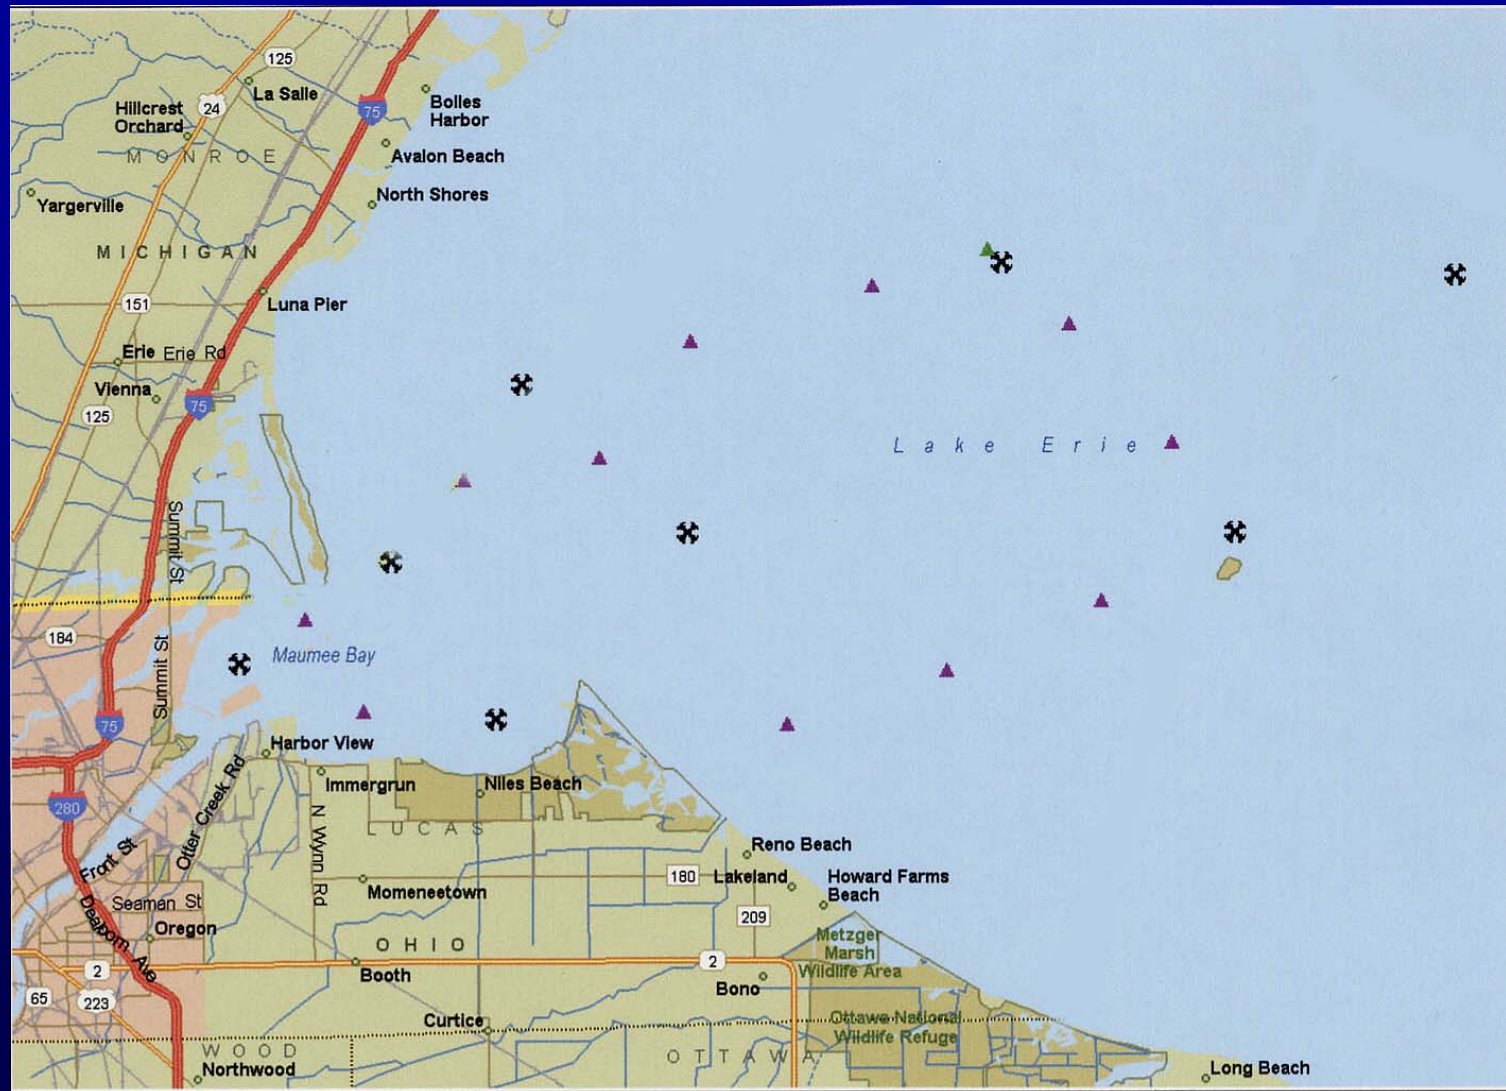 125
La Salle
24
Hillcrest
Orchard
75
Bolles
Harbor
MONROE
Avalon Beach
Yargerville
North Shores
MICHIGAN
151
Luna Pier
Erie
Erie Rd
Vienna
75
125
Lake Erie
Summit St
184
Summit St
Maumee Bay
75
Harbor View
Immergrun
Niles Beach
280
Otter Creek Rd
N Wynn Rd
LUCAS
Front St
Reno Beach
180
Lakeland
Howard Farms
Beach
Momeneetown
Seaman St
Dearborn Ave
Oregon
209
OHIO
Metzger
Marsh
Wildlife Area
2
2
Booth
Bono
65
223
Curtice
Ottawa National
Wildlife Refuge
WOOD
OTTAWA
Northwood
Long Beach